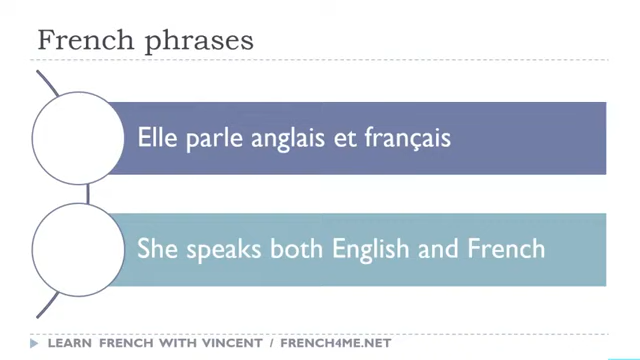 French phrases
Elle parle anglais et français
She speaks both English and French
LEARN FRENCH WITH VINCENT / FRENCH4ME.NET